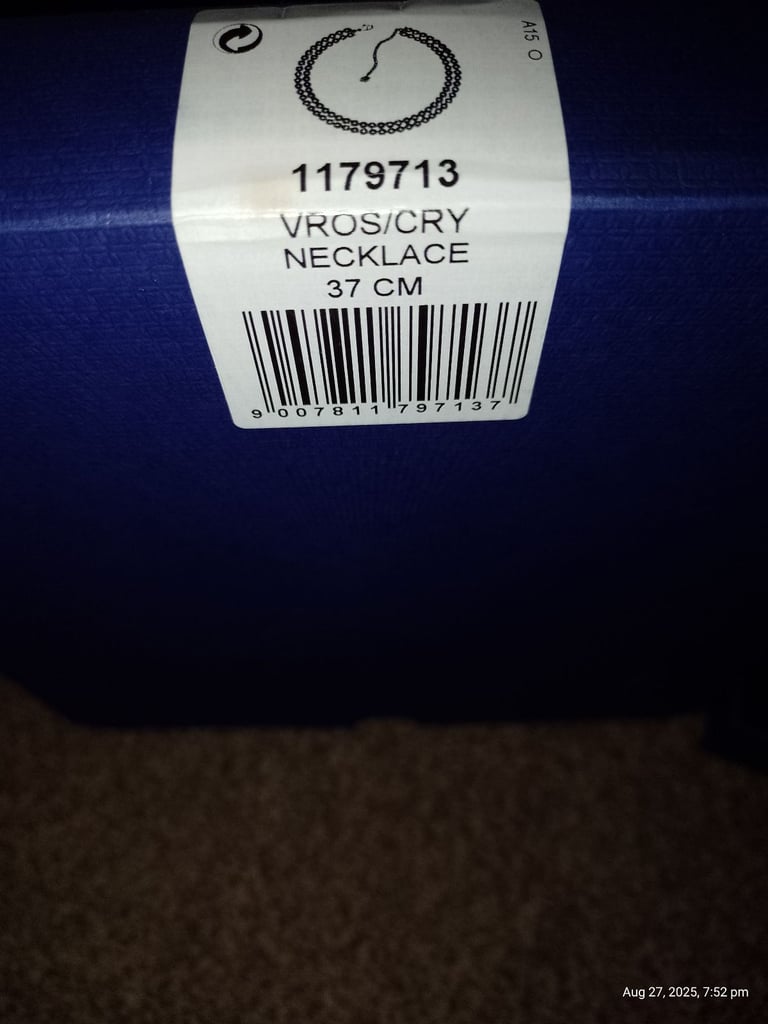 A15 O
1179713
VROS/CRY
NECKLACE
37 CM
9 007811 797137
Aug 27, 2025, 7:52 pm